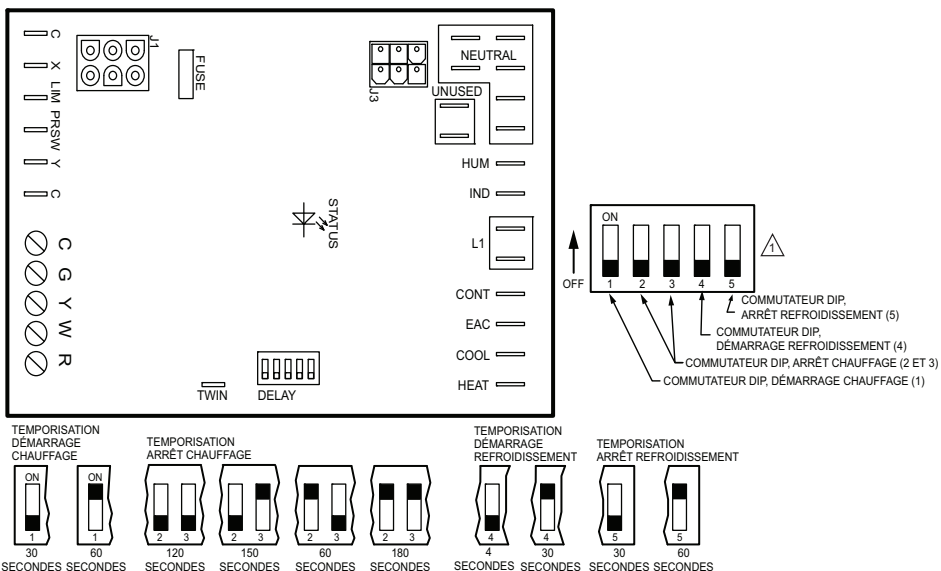 C
X
LIM
PRSW
Y
C
C
G
Y
W
R
J1
FUSE
J3
NEUTRAL
UNUSED
HUM
IND
L1
CONT
EAC
COOL
HEAT
STATUS
TWIN
DELAY
ON
OFF
1 2 3 4 5
1
COMMUTATEUR DIP,
ARRÊT REFROIDISSEMENT (5)
COMMUTATEUR DIP,
DÉMARRAGE REFROIDISSEMENT (4)
COMMUTATEUR DIP, ARRÊT CHAUFFAGE (2 ET 3)
COMMUTATEUR DIP, DÉMARRAGE CHAUFFAGE (1)
TEMPORISATION
DÉMARRAGE
CHAUFFAGE
ON
1
30
SECONDES
ON
1
60
SECONDES
TEMPORISATION
ARRÊT CHAUFFAGE
2 3
120
SECONDES
2 3
150
SECONDES
2 3
60
SECONDES
2 3
180
SECONDES
TEMPORISATION
DÉMARRAGE
REFROIDISSEMENT
4
4
SECONDES
4
30
SECONDES
TEMPORISATION
ARRÊT REFROIDISSEMENT
5
30
SECONDES
5
60
SECONDES